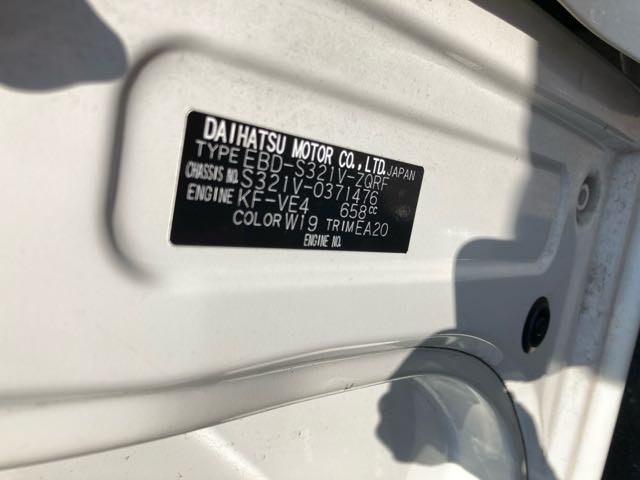 DAIHATSU MOTOR CO.,LTD. JAPAN
TYPE EBD-S321V-ZQRF
CHASSIS NO. S321V-0371476
ENGINE KF-VE4 658cc
COLOR W19 TRIM EA20
ENGINE NO.